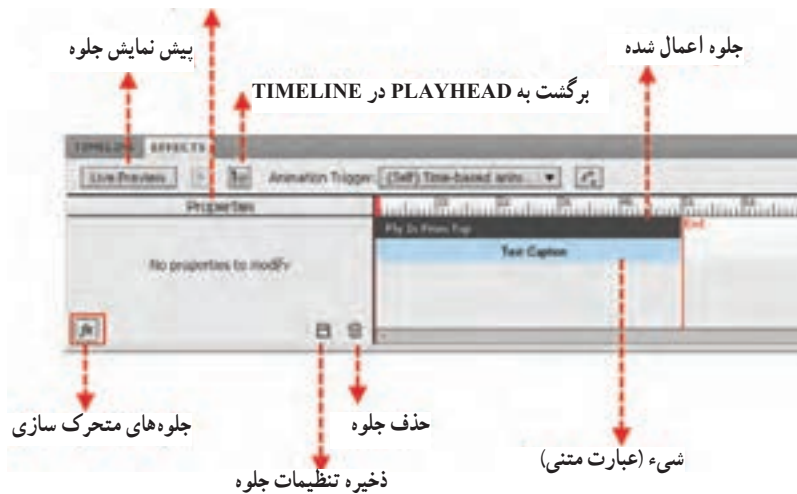 پیش نمایش جلوه
جلوه اعمال شده
برگشت به PLAYHEAD در TIMELINE
TIMELINE EFFECTS
Live Preview
Animation Trigger: (Self) Time-based anim...
Properties
Fly In From Top
End
Text Caption
No properties to modify
fx
جلوه‌های متحرک سازی
حذف جلوه
ذخیره تنظیمات جلوه
شیء (عبارت متنی)